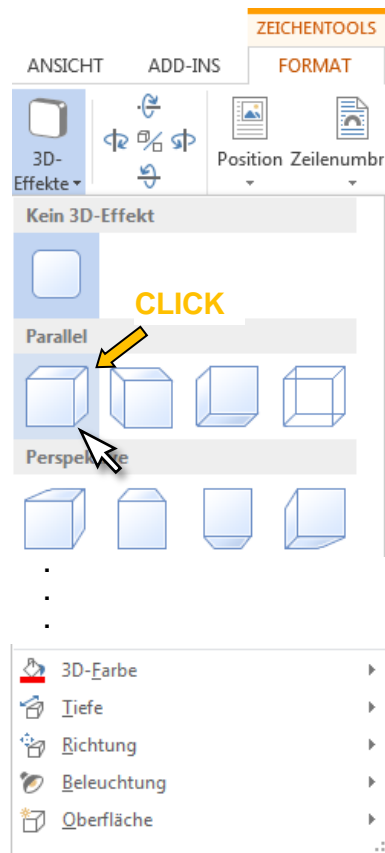 ZEICHENTOOLS
ANSICHT ADD-INS FORMAT
3D-
Effekte
Position Zeilenumbr
Kein 3D-Effekt
CLICK
Parallel
Perspektive
.
.
.
3D-Farbe
Tiefe
Richtung
Beleuchtung
Oberfläche